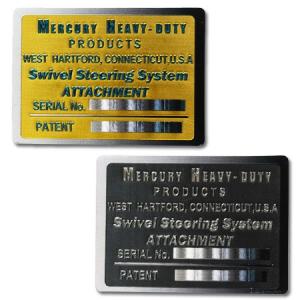 MERCURY HEAVY-DUTY
PRODUCTS
WEST HARTFORD, CONNECTICUT,U.S.A
Swivel Steering System
ATTACHMENT
SERIAL No.
PATENT
MERCURY HEAVY-DUTY
PRODUCTS
WEST HARTFORD, CONNECTICUT,U.S.A
Swivel Steering System
ATTACHMENT
SERIAL No.
PATENT